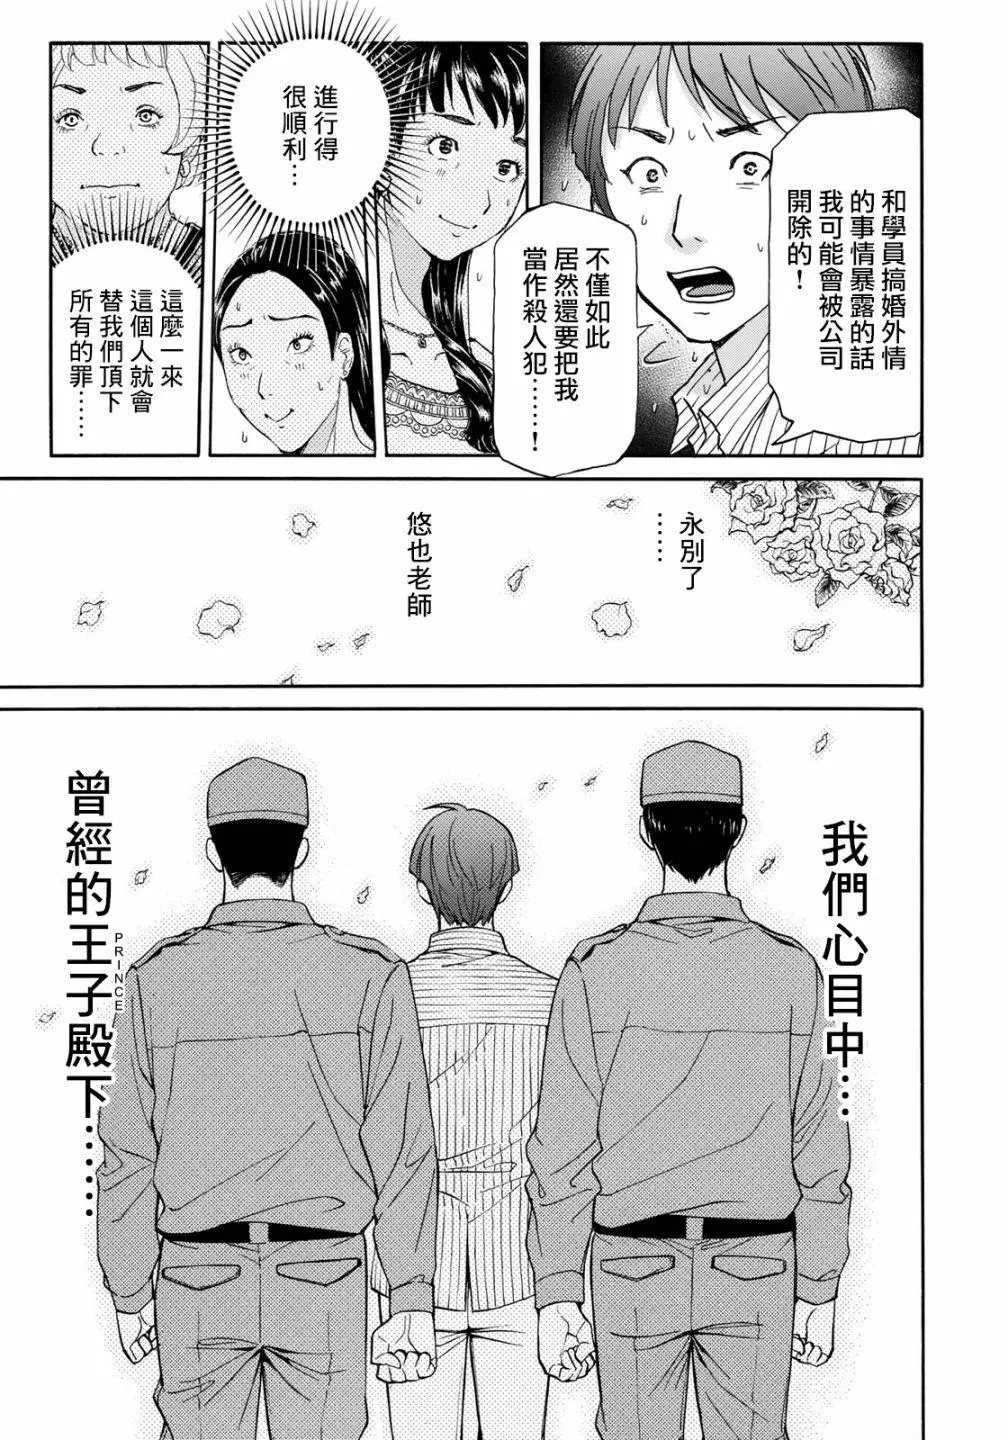 和學員搞婚外情
的事情暴露的話
我可能會被公司
開除的！
不僅如此
居然還要把我
當作殺人犯……！
進行得
很順利…
這麼一來
這個人就會
替我們頂下
所有的罪……
永別了
……
悠也老師
我們心目中…
曾經的王子殿下……
PRINCE